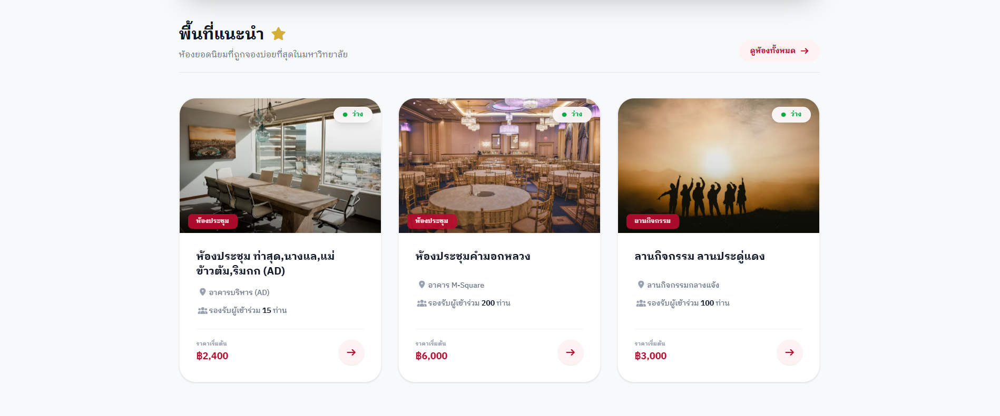 พื้นที่แนะนำ
ห้องยอดนิยมที่ถูกจองบ่อยที่สุดในมหาวิทยาลัย
ดูห้องทั้งหมด
ว่าง
ห้องประชุม
ห้องประชุม ท่าสุด,นางแล,แม่
ข้าวต้ม,ริมกก (AD)
อาคารบริหาร (AD)
รองรับผู้เข้าร่วม 15 ท่าน
ราคาเริ่มต้น
฿2,400
ว่าง
ห้องประชุม
ห้องประชุมคำมอกหลวง
อาคาร M-Square
รองรับผู้เข้าร่วม 200 ท่าน
ราคาเริ่มต้น
฿6,000
ว่าง
ลานกิจกรรม
ลานกิจกรรม ลานประดู่แดง
ลานกิจกรรมกลางแจ้ง
รองรับผู้เข้าร่วม 100 ท่าน
ราคาเริ่มต้น
฿3,000